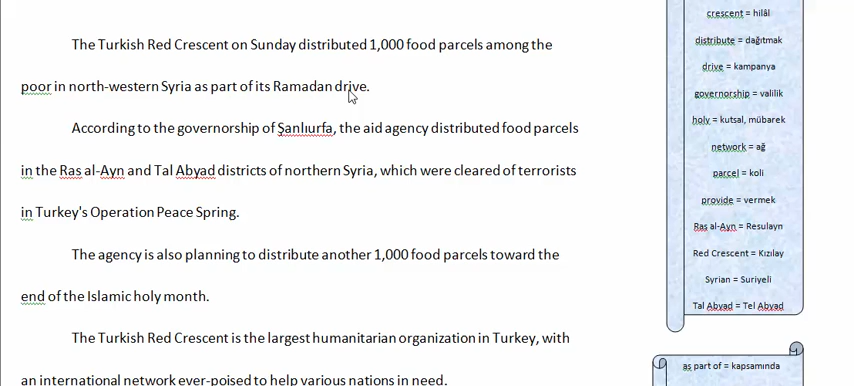 The Turkish Red Crescent on Sunday distributed 1,000 food parcels among the
poor in north-western Syria as part of its Ramadan drive.
According to the governorship of Şanlıurfa, the aid agency distributed food parcels
in the Ras al-Ayn and Tal Abyad districts of northern Syria, which were cleared of terrorists
in Turkey's Operation Peace Spring.
The agency is also planning to distribute another 1,000 food parcels toward the
end of the Islamic holy month.
The Turkish Red Crescent is the largest humanitarian organization in Turkey, with
an international network ever-poised to help various nations in need.
crescent = hilâl
distribute = dağıtmak
drive = kampanya
governorship = valilik
holy = kutsal, mübarek
network = ağ
parcel = koli
provide = vermek
Ras al-Ayn = Resulayn
Red Crescent = Kızılay
Syrian = Suriyeli
Tal Abyad = Tel Abyad
as part of = kapsamında